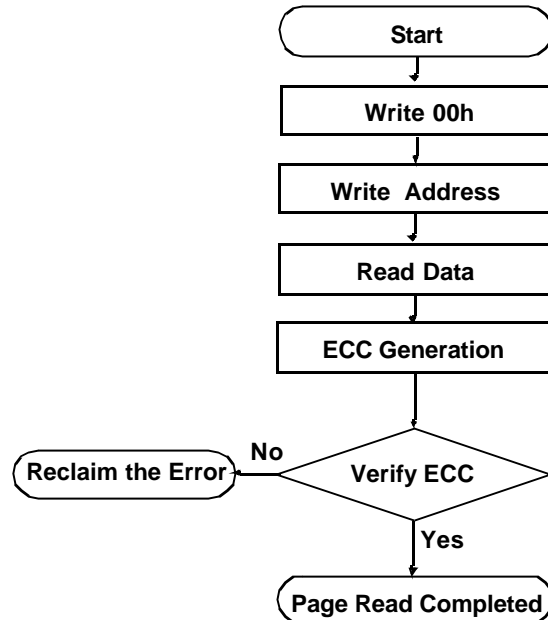 Start
Write 00h
Write Address
Read Data
ECC Generation
No
Reclaim the Error
Verify ECC
Yes
Page Read Completed